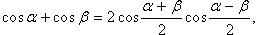 cos α + cos β = 2 cos (α + β)/2 cos (α − β)/2,